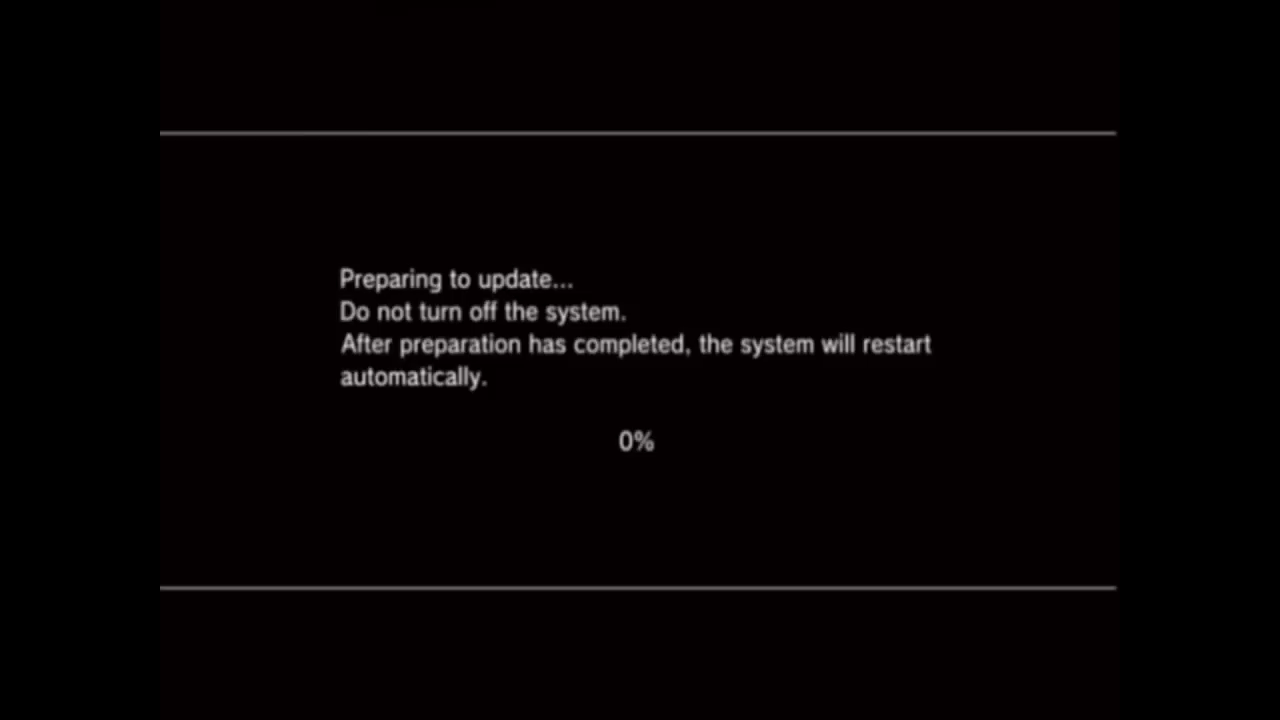 Preparing to update...
Do not turn off the system.
After preparation has completed, the system will restart
automatically.
0%